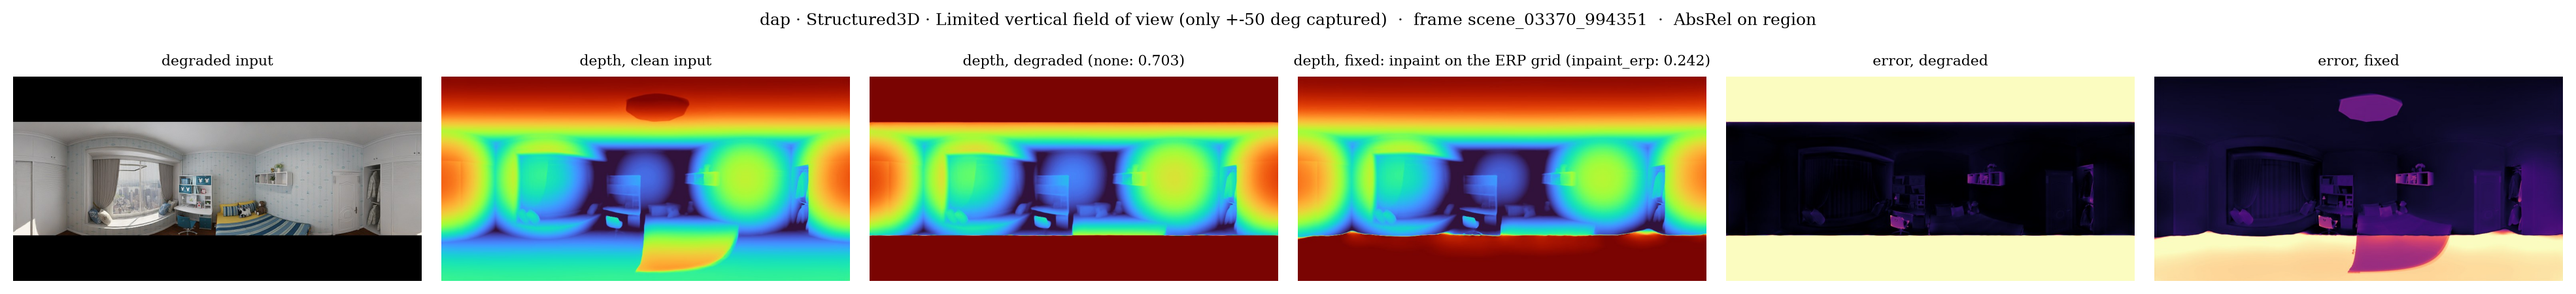 dap · Structured3D · Limited vertical field of view (only +-50 deg captured)  ·  frame scene_03370_994351  ·  AbsRel on region
degraded input
depth, clean input
depth, degraded (none: 0.703)
depth, fixed: inpaint on the ERP grid (inpaint_erp: 0.242)
error, degraded
error, fixed